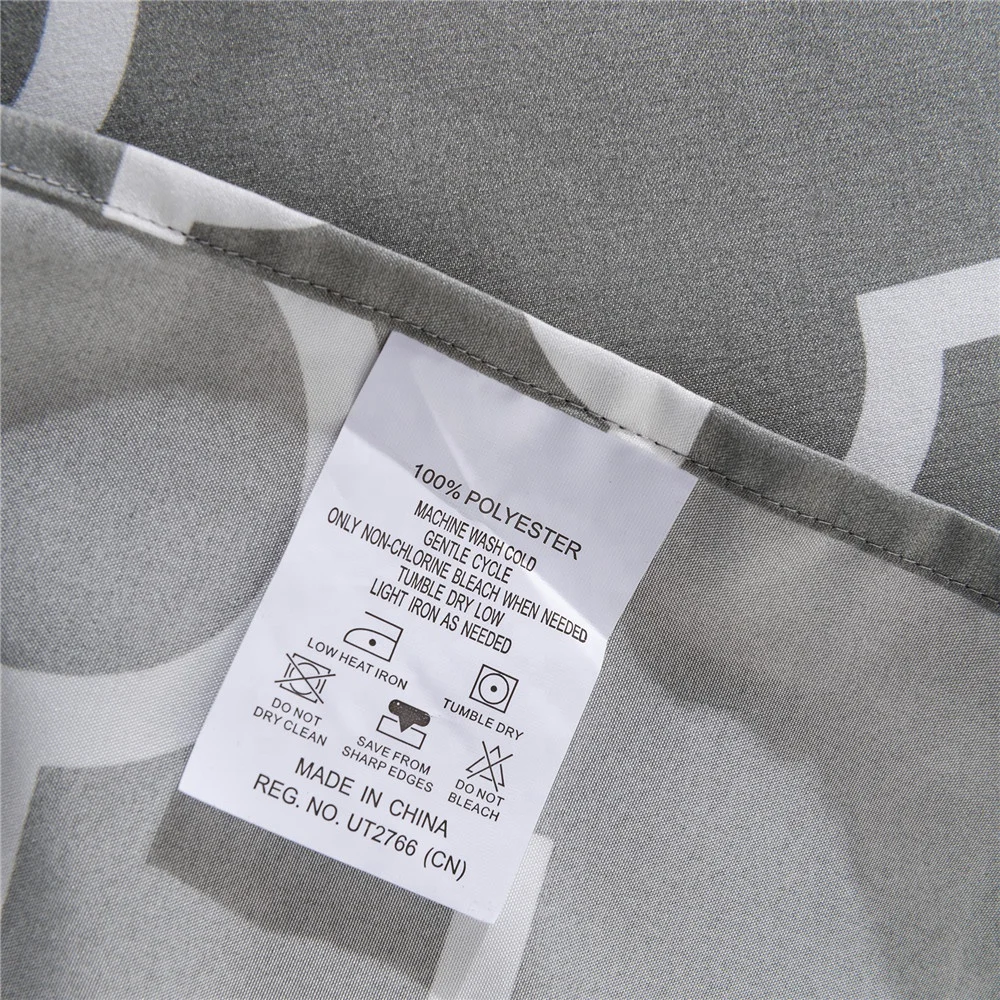 100% POLYESTER
MACHINE WASH COLD
GENTLE CYCLE
ONLY NON-CHLORINE BLEACH WHEN NEEDED
TUMBLE DRY LOW
LIGHT IRON AS NEEDED
LOW HEAT IRON
TUMBLE DRY
DO NOT
DRY CLEAN
SAVE FROM
SHARP EDGES
DO NOT
BLEACH
MADE IN CHINA
REG. NO. UT2766 (CN)